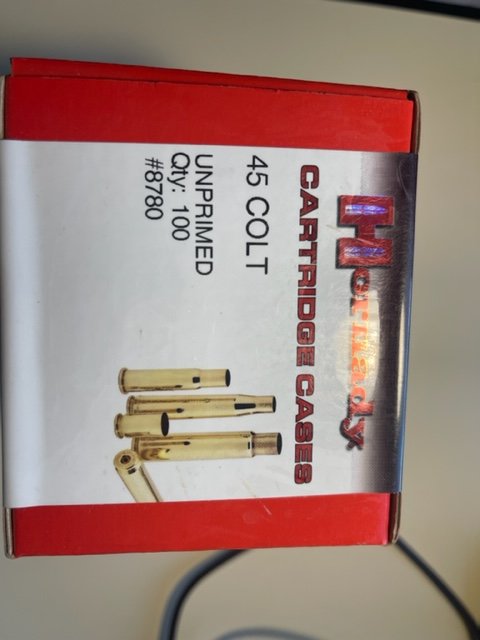 Hornady
CARTRIDGE CASES
45 COLT
UNPRIMED
Qty: 100
#8780